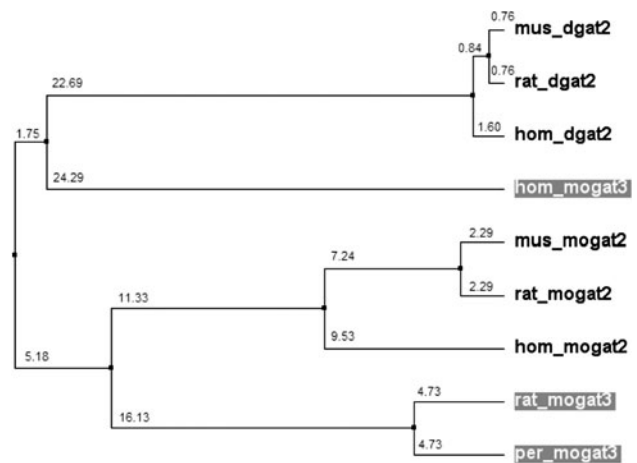 0.76
mus_dgat2
0.84
22.69
0.76
rat_dgat2
1.75
1.60
hom_dgat2
24.29
hom_mogat3
2.29
mus_mogat2
7.24
11.33
2.29
rat_mogat2
5.18
9.53
hom_mogat2
4.73
rat_mogat3
16.13
4.73
per_mogat3